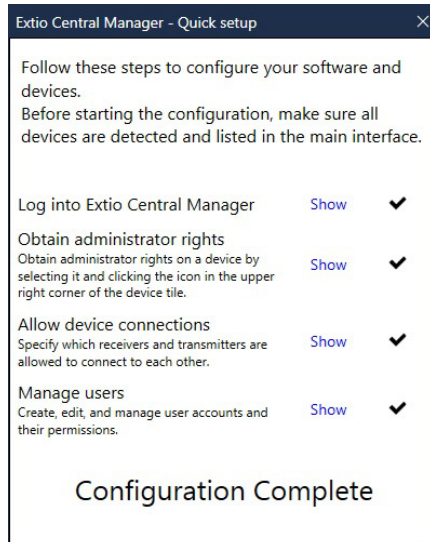 Extio Central Manager - Quick setup
Follow these steps to configure your software and
devices.
Before starting the configuration, make sure all
devices are detected and listed in the main interface.
Log into Extio Central Manager Show
Obtain administrator rights
Obtain administrator rights on a device by
selecting it and clicking the icon in the upper
right corner of the device tile.
Show
Allow device connections
Specify which receivers and transmitters are
allowed to connect to each other.
Show
Manage users
Create, edit, and manage user accounts and
their permissions.
Show
Configuration Complete